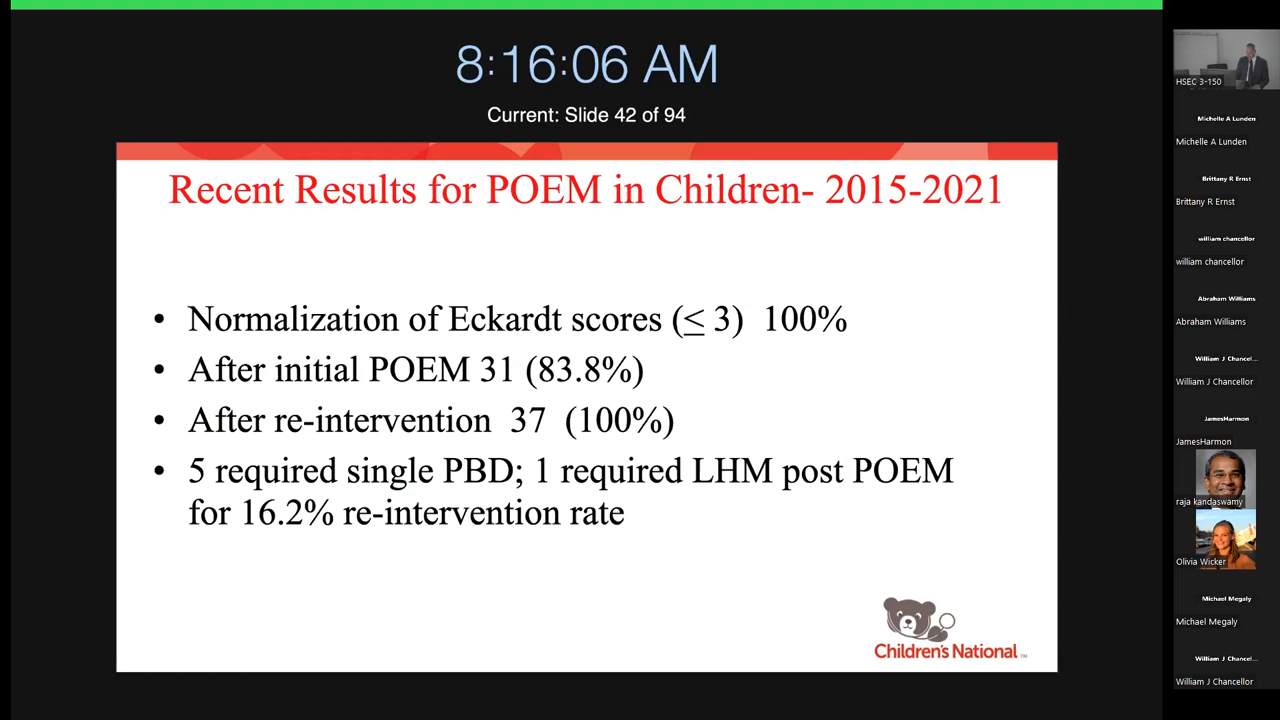 8:16:06 AM
Current: Slide 42 of 94
Recent Results for POEM in Children- 2015-2021
• Normalization of Eckardt scores (≤ 3) 100%
• After initial POEM 31 (83.8%)
• After re-intervention 37 (100%)
• 5 required single PBD; 1 required LHM post POEM
for 16.2% re-intervention rate
Children's National ™
HSEC 3-150
Michelle A Lunden
Michelle A Lunden
Brittany R Ernst
Brittany R Ernst
william chancellor
william chancellor
Abraham Williams
Abraham Williams
William J Chancel...
William J Chancellor
JamesHarmon
JamesHarmon
raja kandaswamy
Olivia Wicker
Michael Megaly
Michael Megaly
William J Chancel...
William J Chancellor